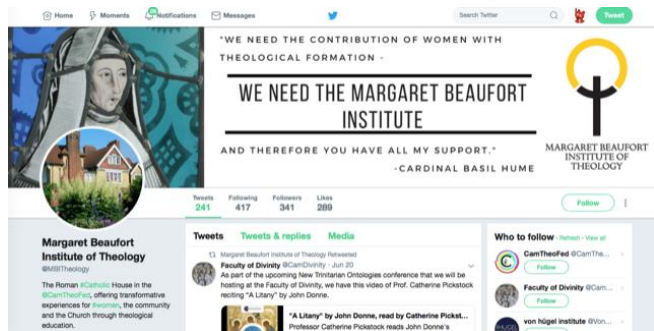 Home Moments Notifications Messages Search Twitter Tweet
"WE NEED THE CONTRIBUTION OF WOMEN WITH
THEOLOGICAL FORMATION -
WE NEED THE MARGARET BEAUFORT
INSTITUTE
AND THEREFORE YOU HAVE ALL MY SUPPORT."
-CARDINAL BASIL HUME
MARGARET BEAUFORT
INSTITUTE OF
THEOLOGY
Tweets Following Followers Likes
241 417 341 289
Follow
Margaret Beaufort
Institute of Theology
@MBITheology
The Roman #Catholic House in the
@CamTheoFed, offering transformative
experiences for #women, the community
and the Church through theological
education.
Tweets Tweets & replies Media
Margaret Beaufort Institute of Theology Retweeted
Faculty of Divinity @CamDivinity · Jun 20
As part of the upcoming New Trinitarian Ontologies conference that we will be
hosting at the Faculty of Divinity, we have this video of Prof. Catherine Pickstock
reciting "A Litany" by John Donne.
"A Litany" by John Donne, read by Catherine Pickst...
Professor Catherine Pickstock reads John Donne's
Who to follow · Refresh · View all
CamTheoFed @CamThe...
Follow
Faculty of Divinity @Cam...
Follow
von hügel institute @Von...
Follow